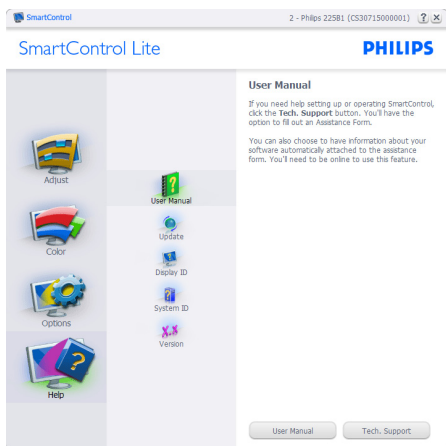 SmartControl
2 - Philips 225B1 (CS30715000001)
SmartControl Lite
PHILIPS
Adjust
Color
Options
Help
User Manual
Update
Display ID
System ID
X.X
Version
User Manual
If you need help setting up or operating SmartControl,
click the Tech. Support button. You'll have the
option to fill out an Assistance Form.
You can also choose to have information about your
software automatically attached to the assistance
form. You'll need to be online to use this feature.
User Manual
Tech. Support